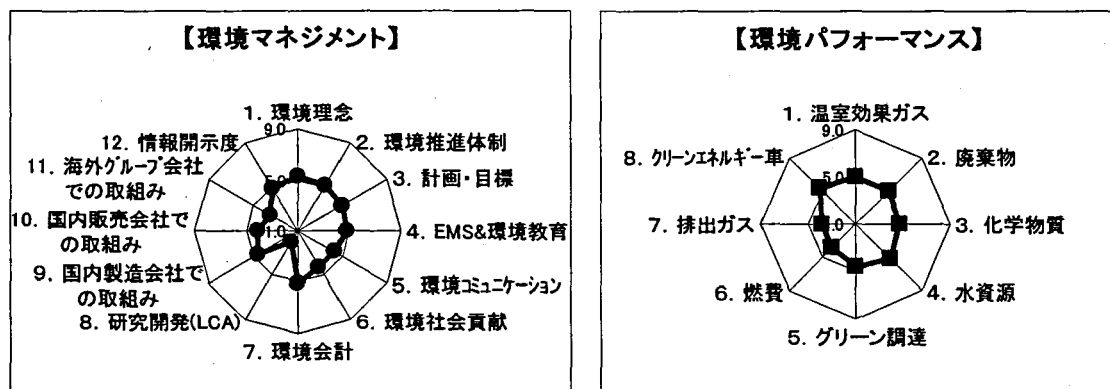 【環境マネジメント】
1. 環境理念
9.0
12. 情報開示度
2. 環境推進体制
11. 海外グループ会社
での取組み
3. 計画・目標
10. 国内販売会社で
の取組み
4. EMS&環境教育
9. 国内製造会社で
の取組み
5. 環境コミュニケーション
8. 研究開発(LCA)
6. 環境社会貢献
7. 環境会計
【環境パフォーマンス】
1. 温室効果ガス
9.0
8. クリーンエネルギー車
2. 廃棄物
5.0
7. 排出ガス
3. 化学物質
6. 燃費
4. 水資源
5. グリーン調達